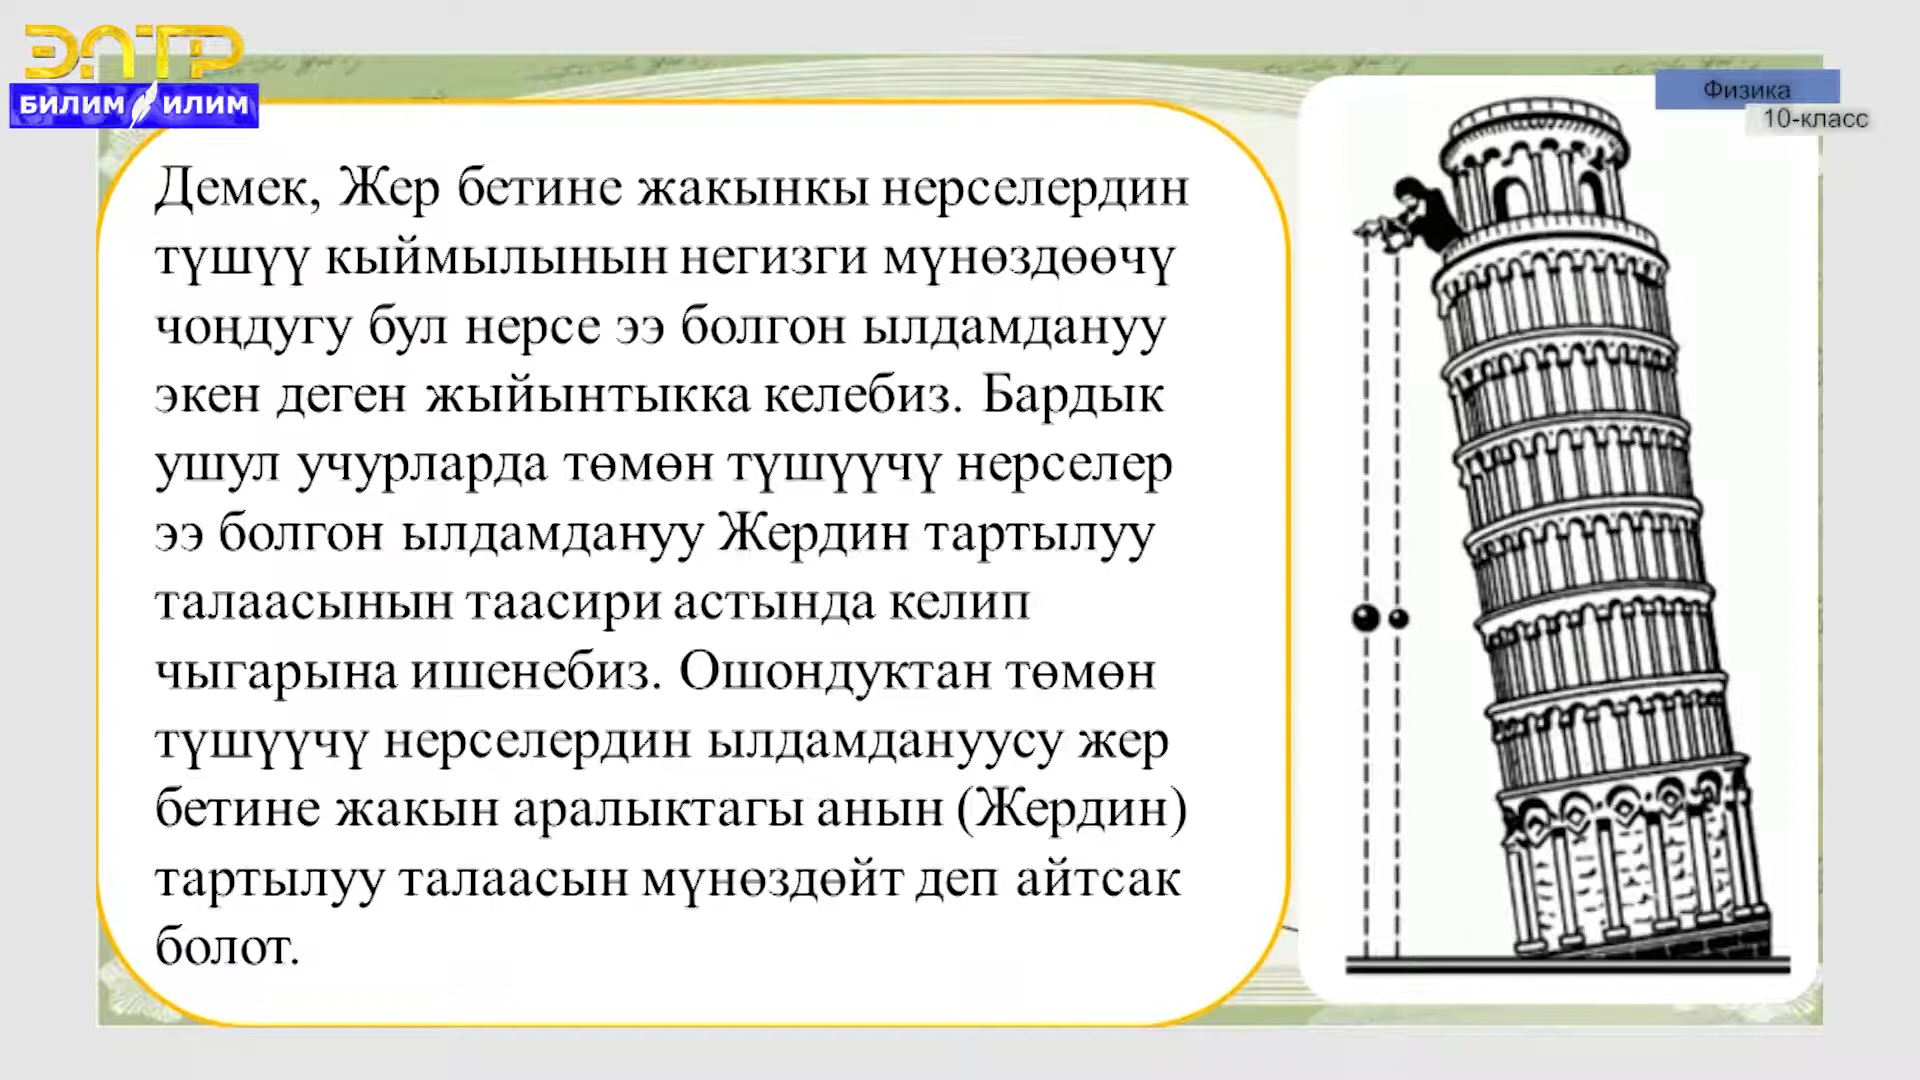 ЭЛТР
БИЛИМ ИЛИМ
Физика
10-класс
Демек, Жер бетине жакынкы нерселердин
түшүү кыймылынын негизги мүнөздөөчү
чоңдугу бул нерсе ээ болгон ылдамдануу
экен деген жыйынтыкка келебиз. Бардык
ушул учурларда төмөн түшүүчү нерселер
ээ болгон ылдамдануу Жердин тартылуу
талаасынын таасири астында келип
чыгарына ишенебиз. Ошондуктан төмөн
түшүүчү нерселердин ылдамдануусу жер
бетине жакын аралыктагы анын (Жердин)
тартылуу талаасын мүнөздөйт деп айтсак
болот.